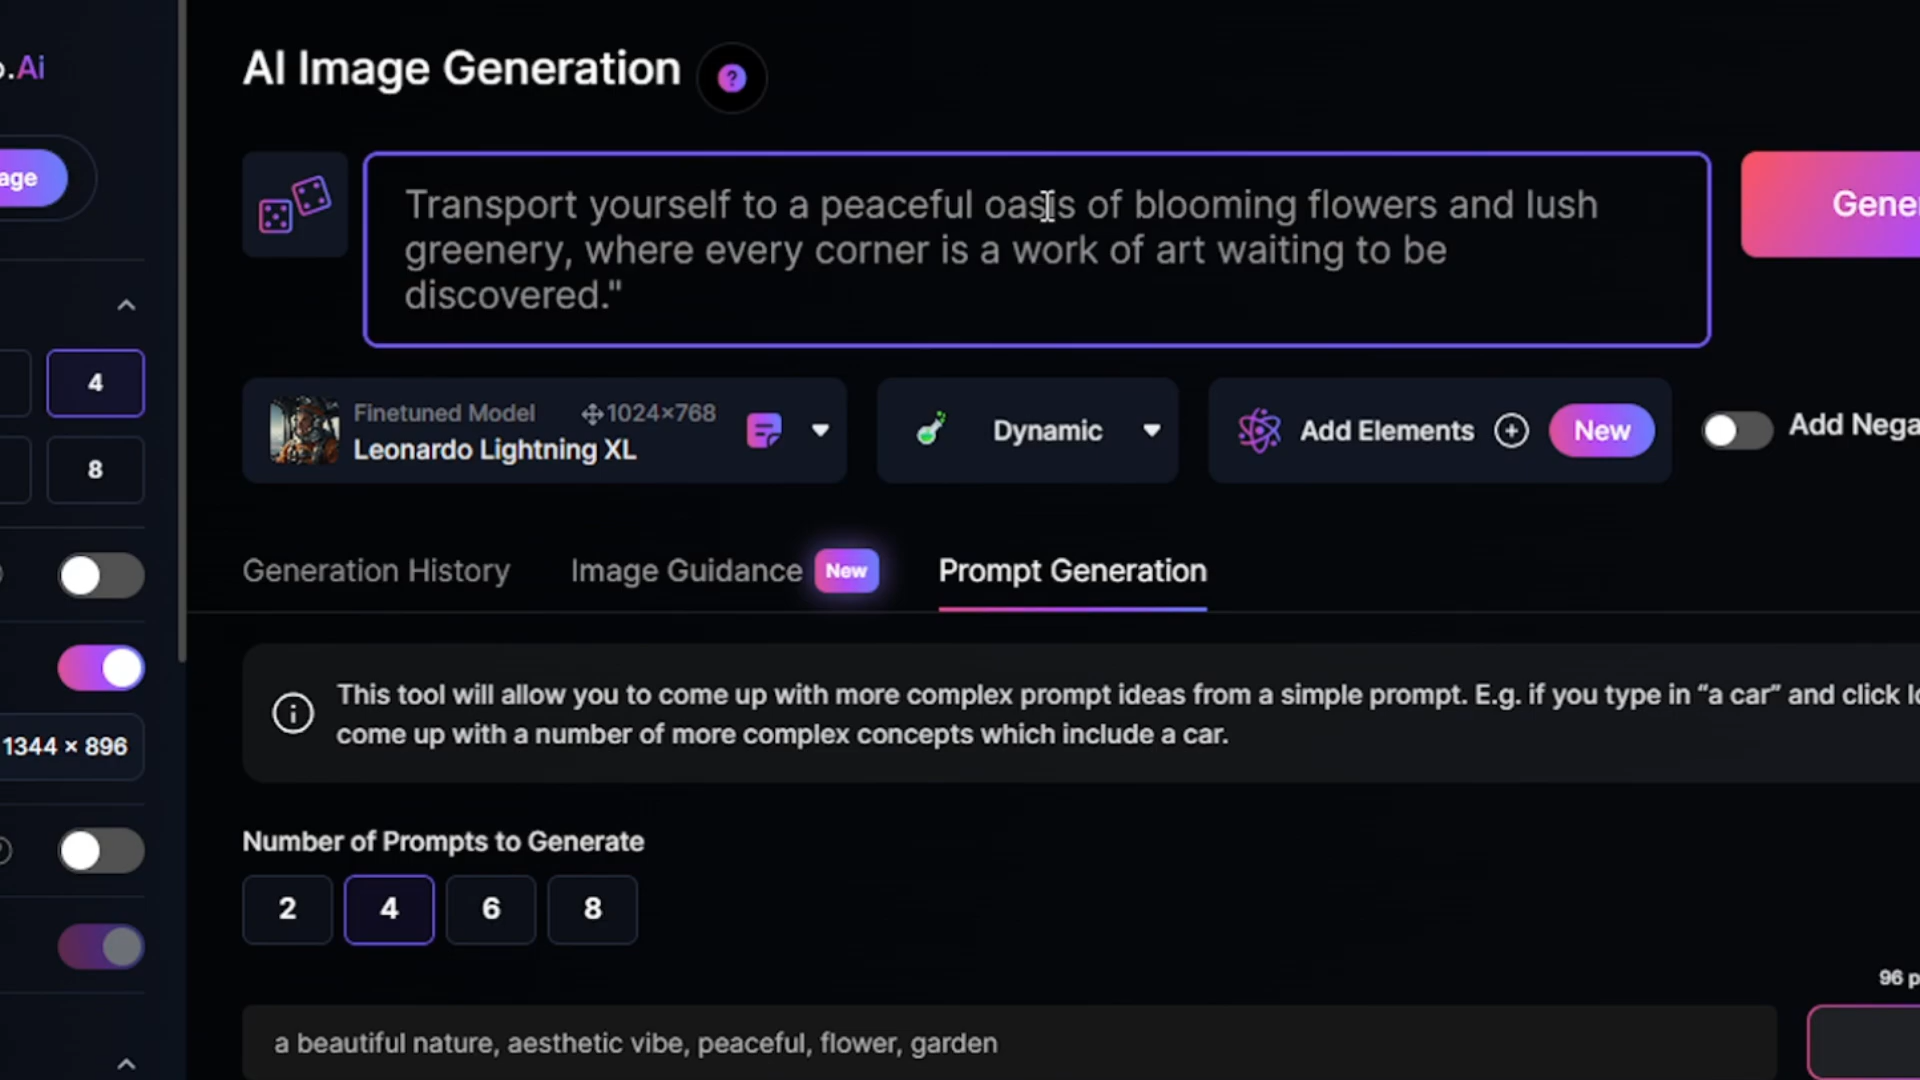 o.Ai
AI Image Generation
?
age
Transport yourself to a peaceful oasis of blooming flowers and lush
greenery, where every corner is a work of art waiting to be
discovered."
Gene
4
Finetuned Model 1024×768
Leonardo Lightning XL
Dynamic
Add Elements
New
Add Nega
8
Generation History
Image Guidance
New
Prompt Generation
This tool will allow you to come up with more complex prompt ideas from a simple prompt. E.g. if you type in “a car” and click
come up with a number of more complex concepts which include a car.
1344 × 896
Number of Prompts to Generate
2
4
6
8
96 p
a beautiful nature, aesthetic vibe, peaceful, flower, garden